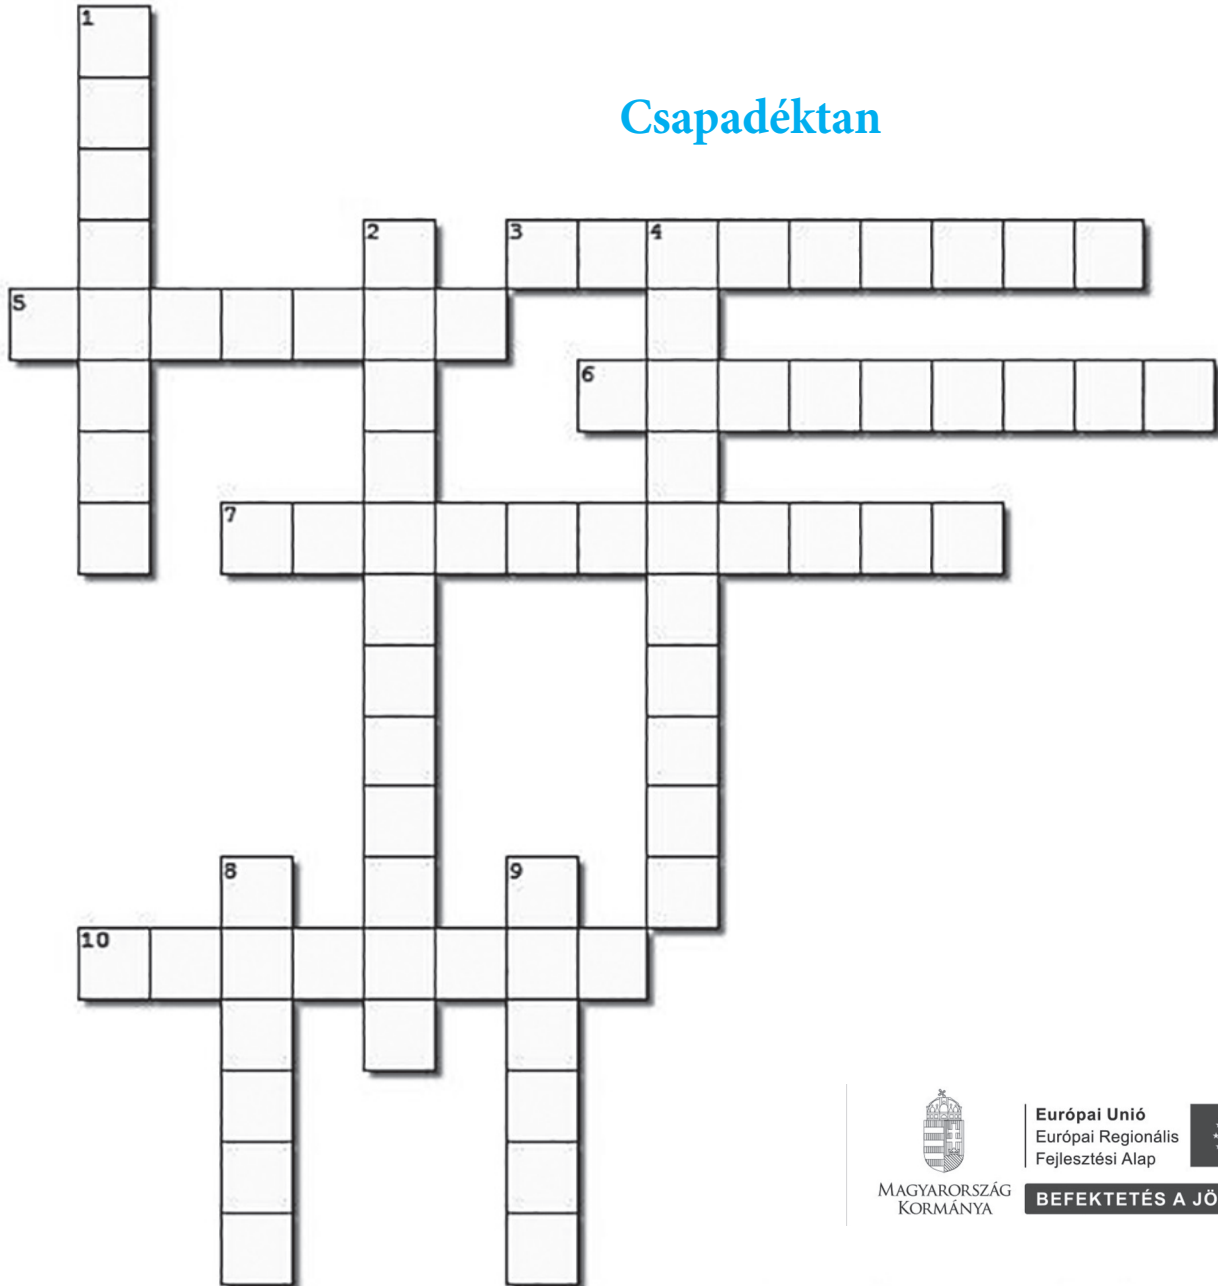 1
Csapadéktan
2
3
4
5
6
7
8
9
10
Európai Unió
Európai Regionális
Fejlesztési Alap
MAGYARORSZÁG
KORMÁNYA
BEFEKTETÉS A JÖ